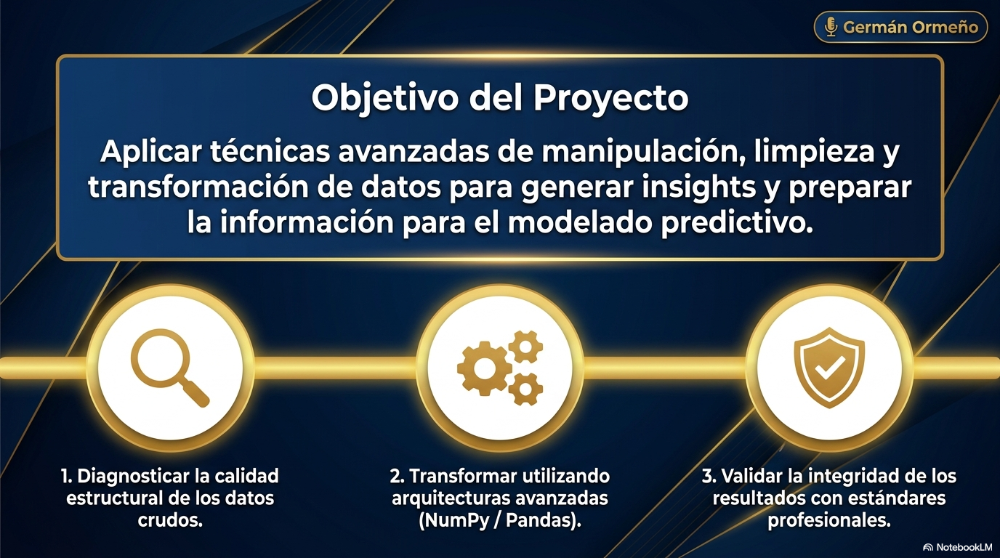 Germán Ormeño
Objetivo del Proyecto
Aplicar técnicas avanzadas de manipulación, limpieza y
transformación de datos para generar insights y preparar
la información para el modelado predictivo.
1. Diagnosticar la calidad
estructural de los datos
crudos.
2. Transformar utilizando
arquitecturas avanzadas
(NumPy / Pandas).
3. Validar la integridad de los
resultados con estándares
profesionales.
NotebookLM